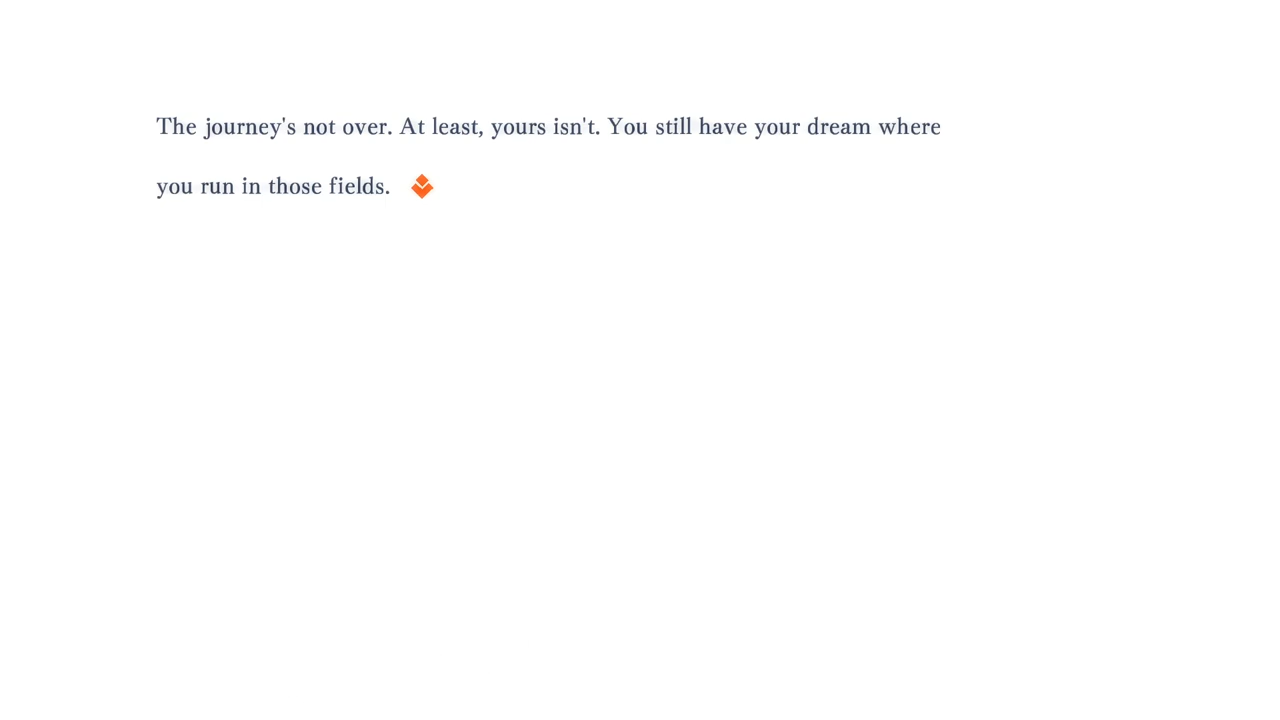 The journey's not over. At least, yours isn't. You still have your dream where
you run in those fields.